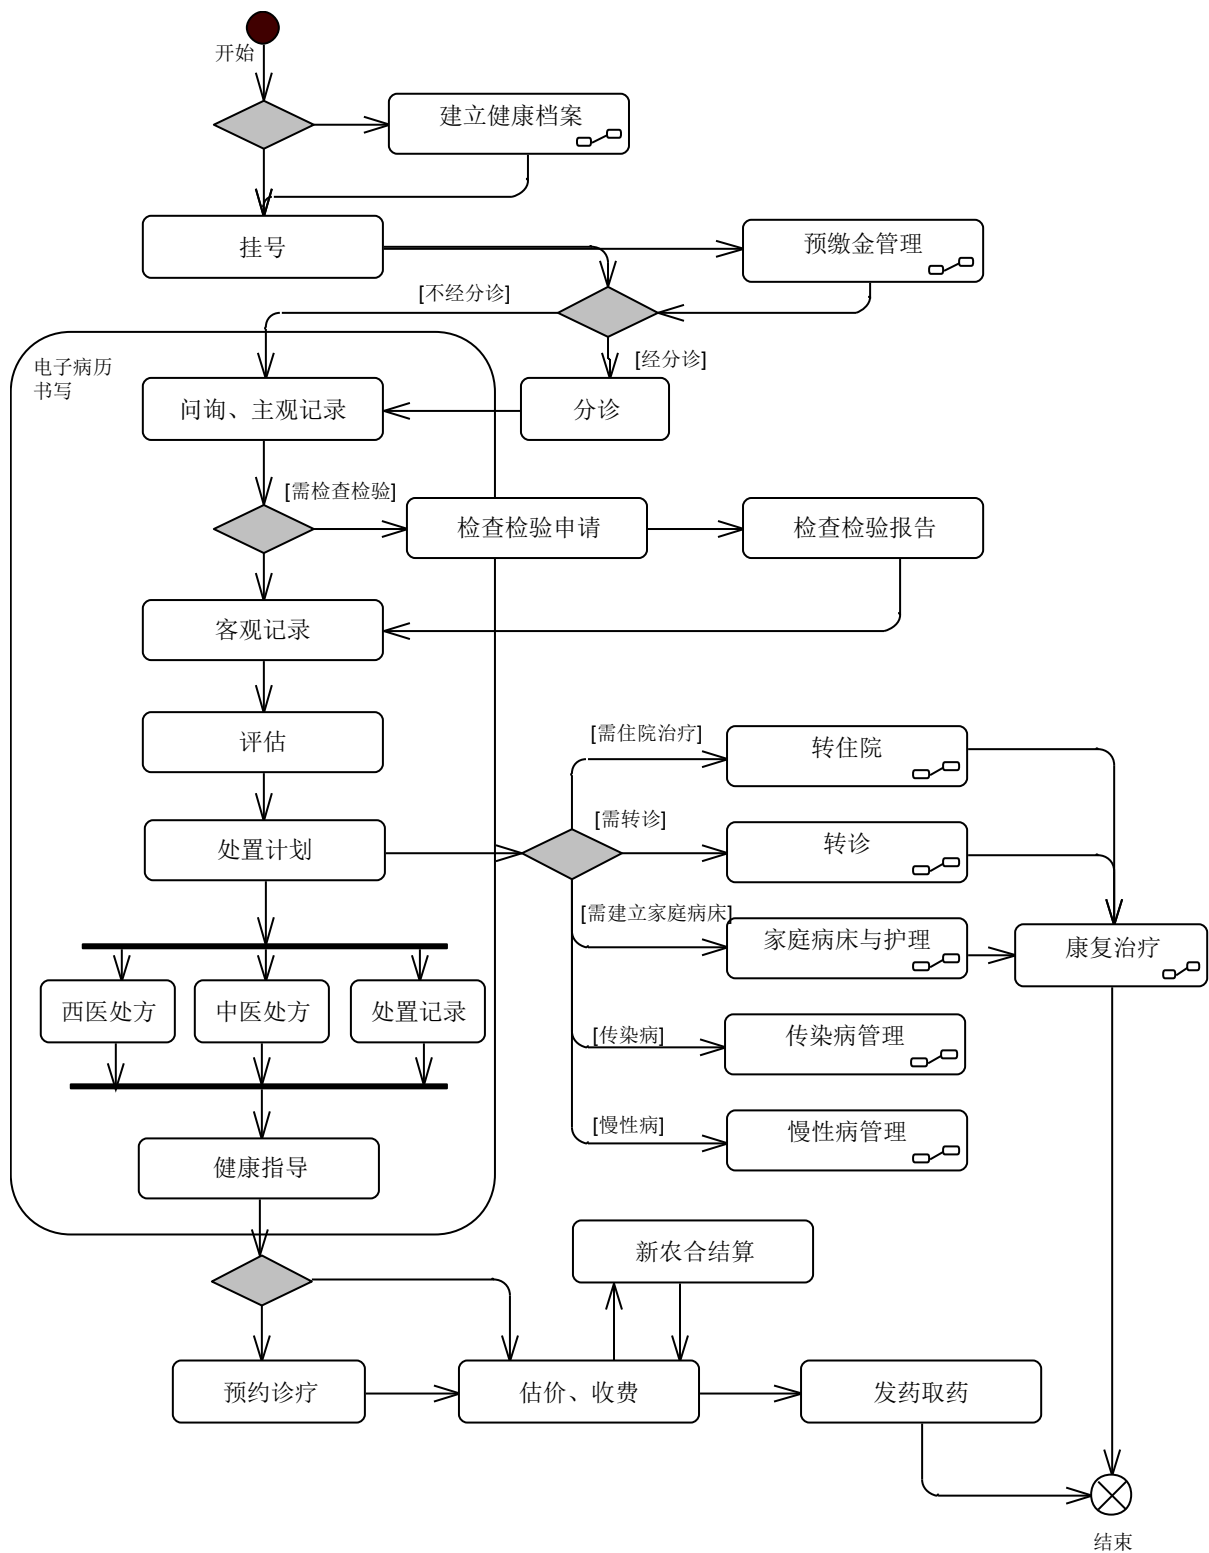 开始
建立健康档案
挂号
预缴金管理
[不经分诊]
[经分诊]
电子病历
书写
问询、主观记录
分诊
[需检查检验]
检查检验申请
检查检验报告
客观记录
评估
[需住院治疗]
转住院
[需转诊]
转诊
处置计划
[需建立家庭病床]
家庭病床与护理
康复治疗
西医处方
中医处方
处置记录
[传染病]
传染病管理
[慢性病]
慢性病管理
健康指导
新农合结算
预约诊疗
估价、收费
发药取药
结束